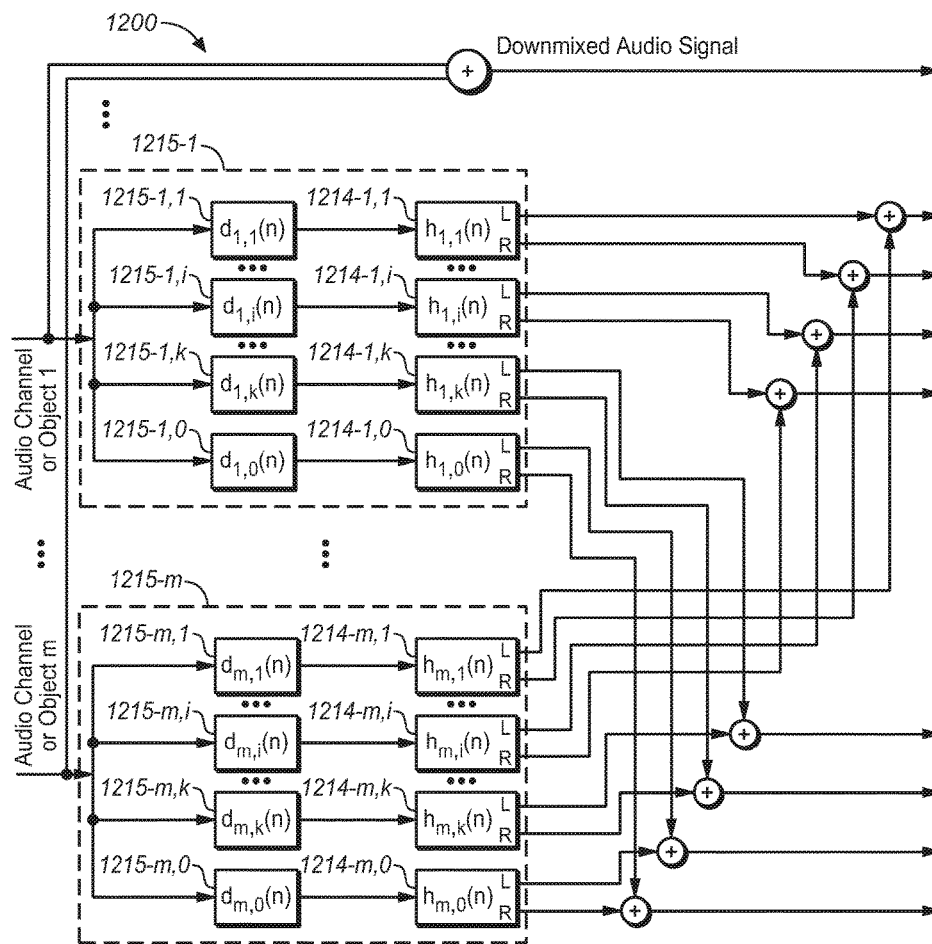 1200
Downmixed Audio Signal
+
1215-1
1215-1,1
1214-1,1
d1,1(n)
h1,1(n)
L
R
+
1215-1,i
1214-1,i
d1,i(n)
h1,i(n)
L
R
+
+
1215-1,k
1214-1,k
d1,k(n)
h1,k(n)
L
R
+
1215-1,0
1214-1,0
d1,0(n)
h1,0(n)
L
R
Audio Channel
or Object 1
1215-m
1215-m,1
1214-m,1
dm,1(n)
hm,1(n)
L
R
1215-m,i
1214-m,i
dm,i(n)
hm,i(n)
L
R
+
1215-m,k
1214-m,k
dm,k(n)
hm,k(n)
L
R
+
1215-m,0
1214-m,0
dm,0(n)
hm,0(n)
L
R
+
+
Audio Channel
or Object m